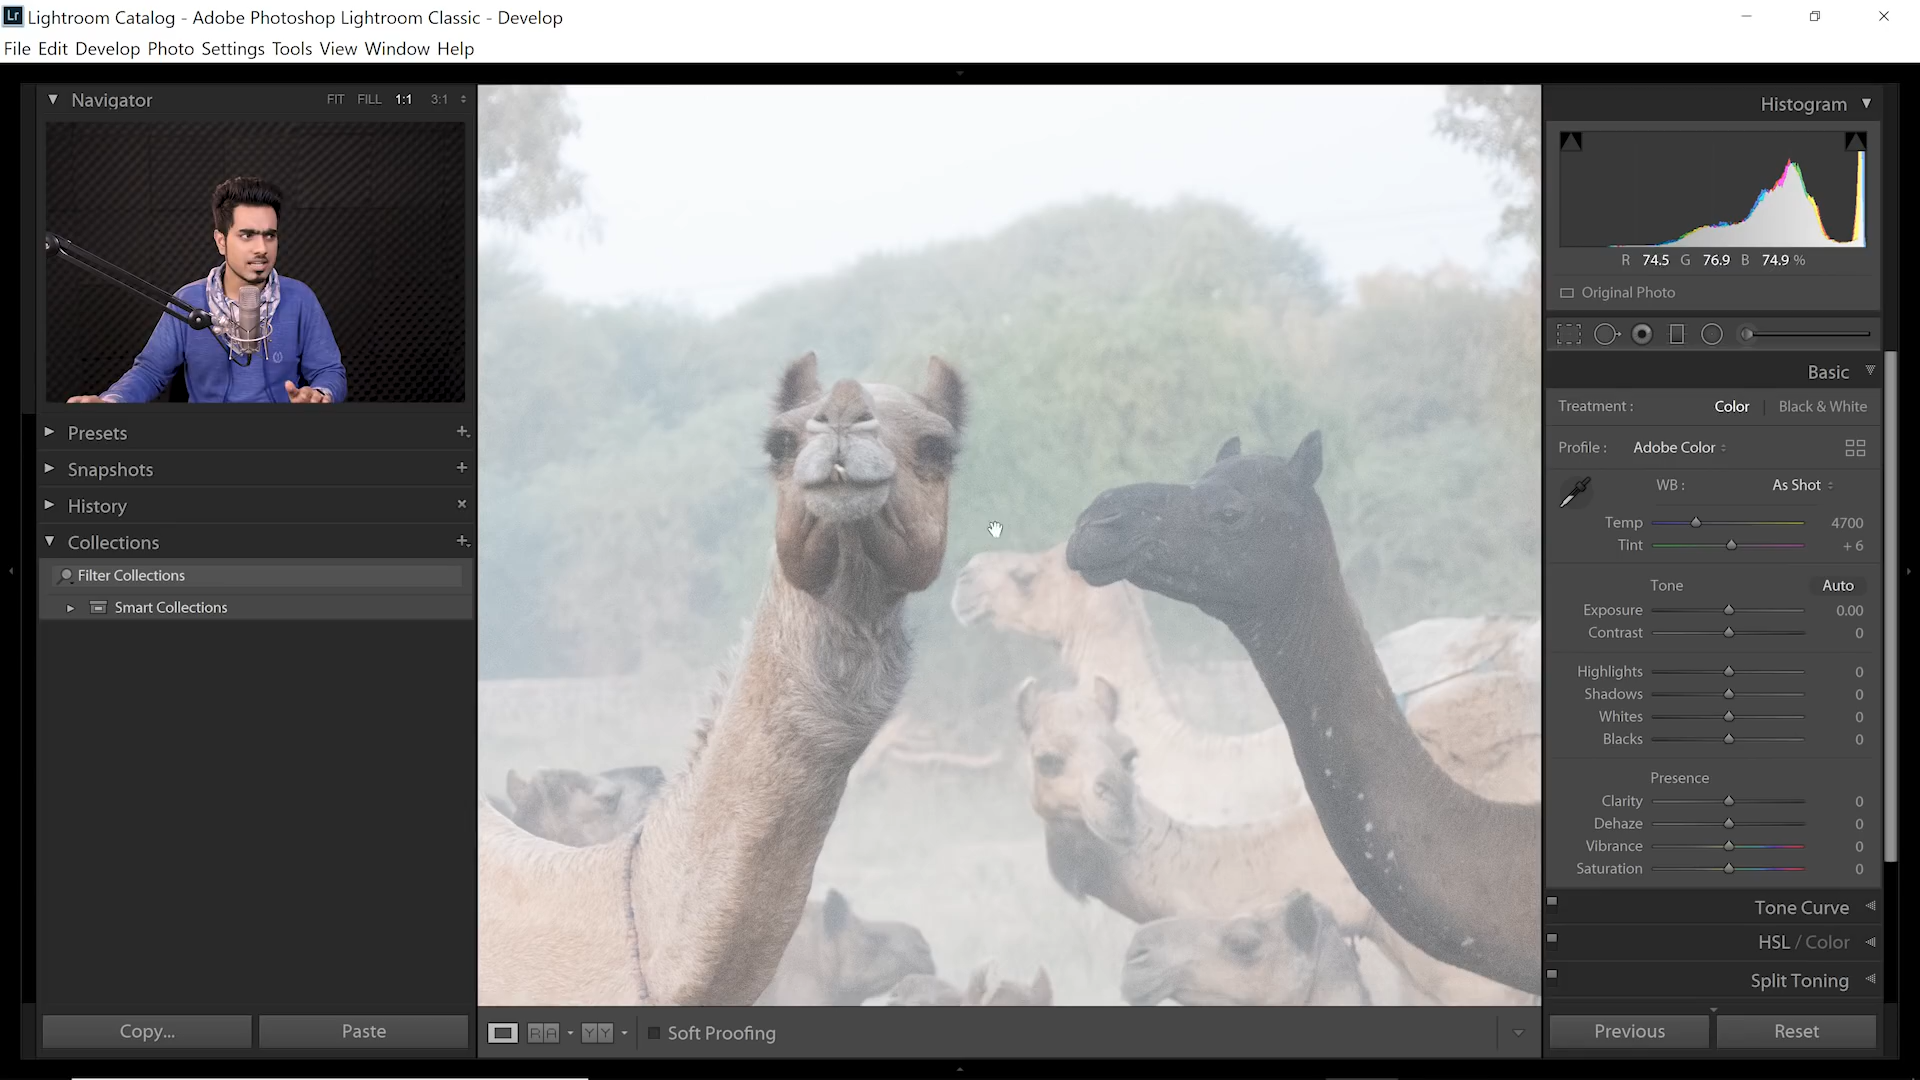 Lr Lightroom Catalog - Adobe Photoshop Lightroom Classic - Develop
File Edit Develop Photo Settings Tools View Window Help
Navigator FIT FILL 1:1 3:1
Presets
Snapshots
History
Collections
Filter Collections
Smart Collections
Copy... Paste
R A Y Y Soft Proofing
Histogram
R 74.5 G 76.9 B 74.9 %
Original Photo
Basic
Treatment : Color Black & White
Profile : Adobe Color
WB : As Shot
Temp 4700
Tint + 6
Tone Auto
Exposure 0.00
Contrast 0
Highlights 0
Shadows 0
Whites 0
Blacks 0
Presence
Clarity 0
Dehaze 0
Vibrance 0
Saturation 0
Tone Curve
HSL / Color
Split Toning
Previous Reset